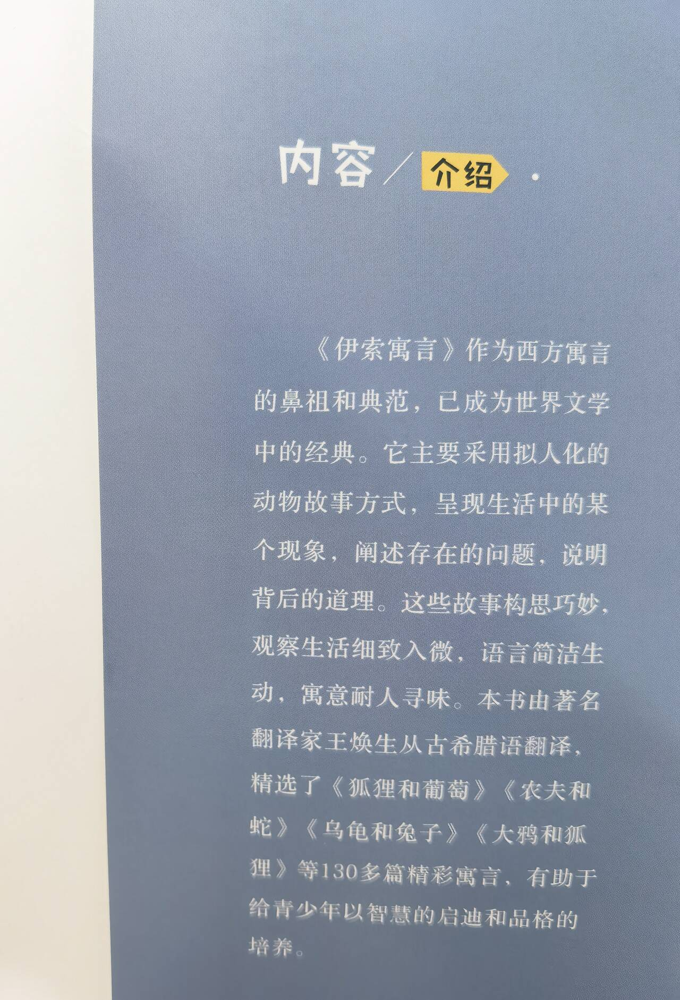 内容/介绍·
《伊索寓言》作为西方寓言
的鼻祖和典范，已成为世界文学
中的经典。它主要采用拟人化的
动物故事方式，呈现生活中的某
个现象，阐述存在的问题，说明
背后的道理。这些故事构思巧妙，
观察生活细致入微，语言简洁生
动，寓意耐人寻味。本书由著名
翻译家王焕生从古希腊语翻译，
精选了《狐狸和葡萄》《农夫和
蛇》《乌龟和兔子》《大鸦和狐
狸》等130多篇精彩寓言，有助于
给青少年以智慧的启迪和品格的
培养。